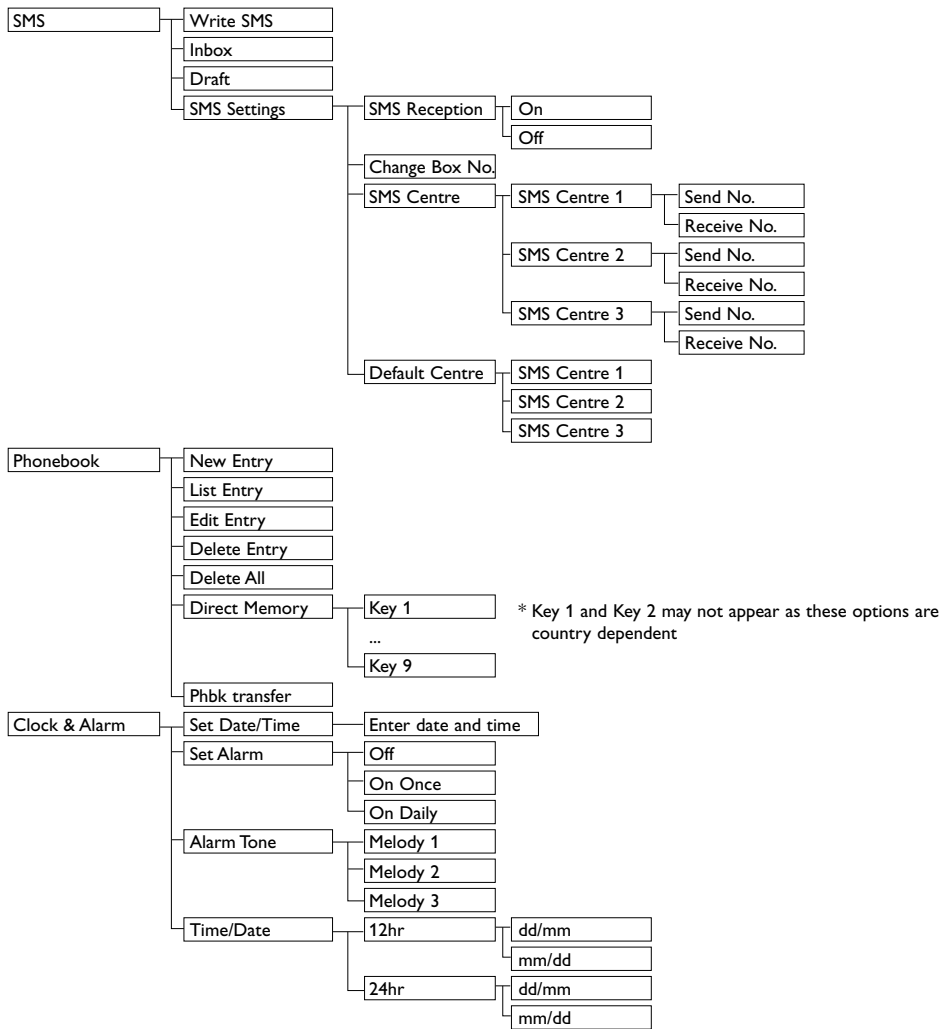 SMS
Write SMS
Inbox
Draft
SMS Settings
SMS Reception
On
Off
Change Box No.
SMS Centre
SMS Centre 1
Send No.
Receive No.
SMS Centre 2
Send No.
Receive No.
SMS Centre 3
Send No.
Receive No.
Default Centre
SMS Centre 1
SMS Centre 2
SMS Centre 3
Phonebook
New Entry
List Entry
Edit Entry
Delete Entry
Delete All
Direct Memory
Key 1
...
Key 9
* Key 1 and Key 2 may not appear as these options are
country dependent
Phbk transfer
Clock & Alarm
Set Date/Time
Enter date and time
Set Alarm
Off
On Once
On Daily
Alarm Tone
Melody 1
Melody 2
Melody 3
Time/Date
12hr
dd/mm
mm/dd
24hr
dd/mm
mm/dd